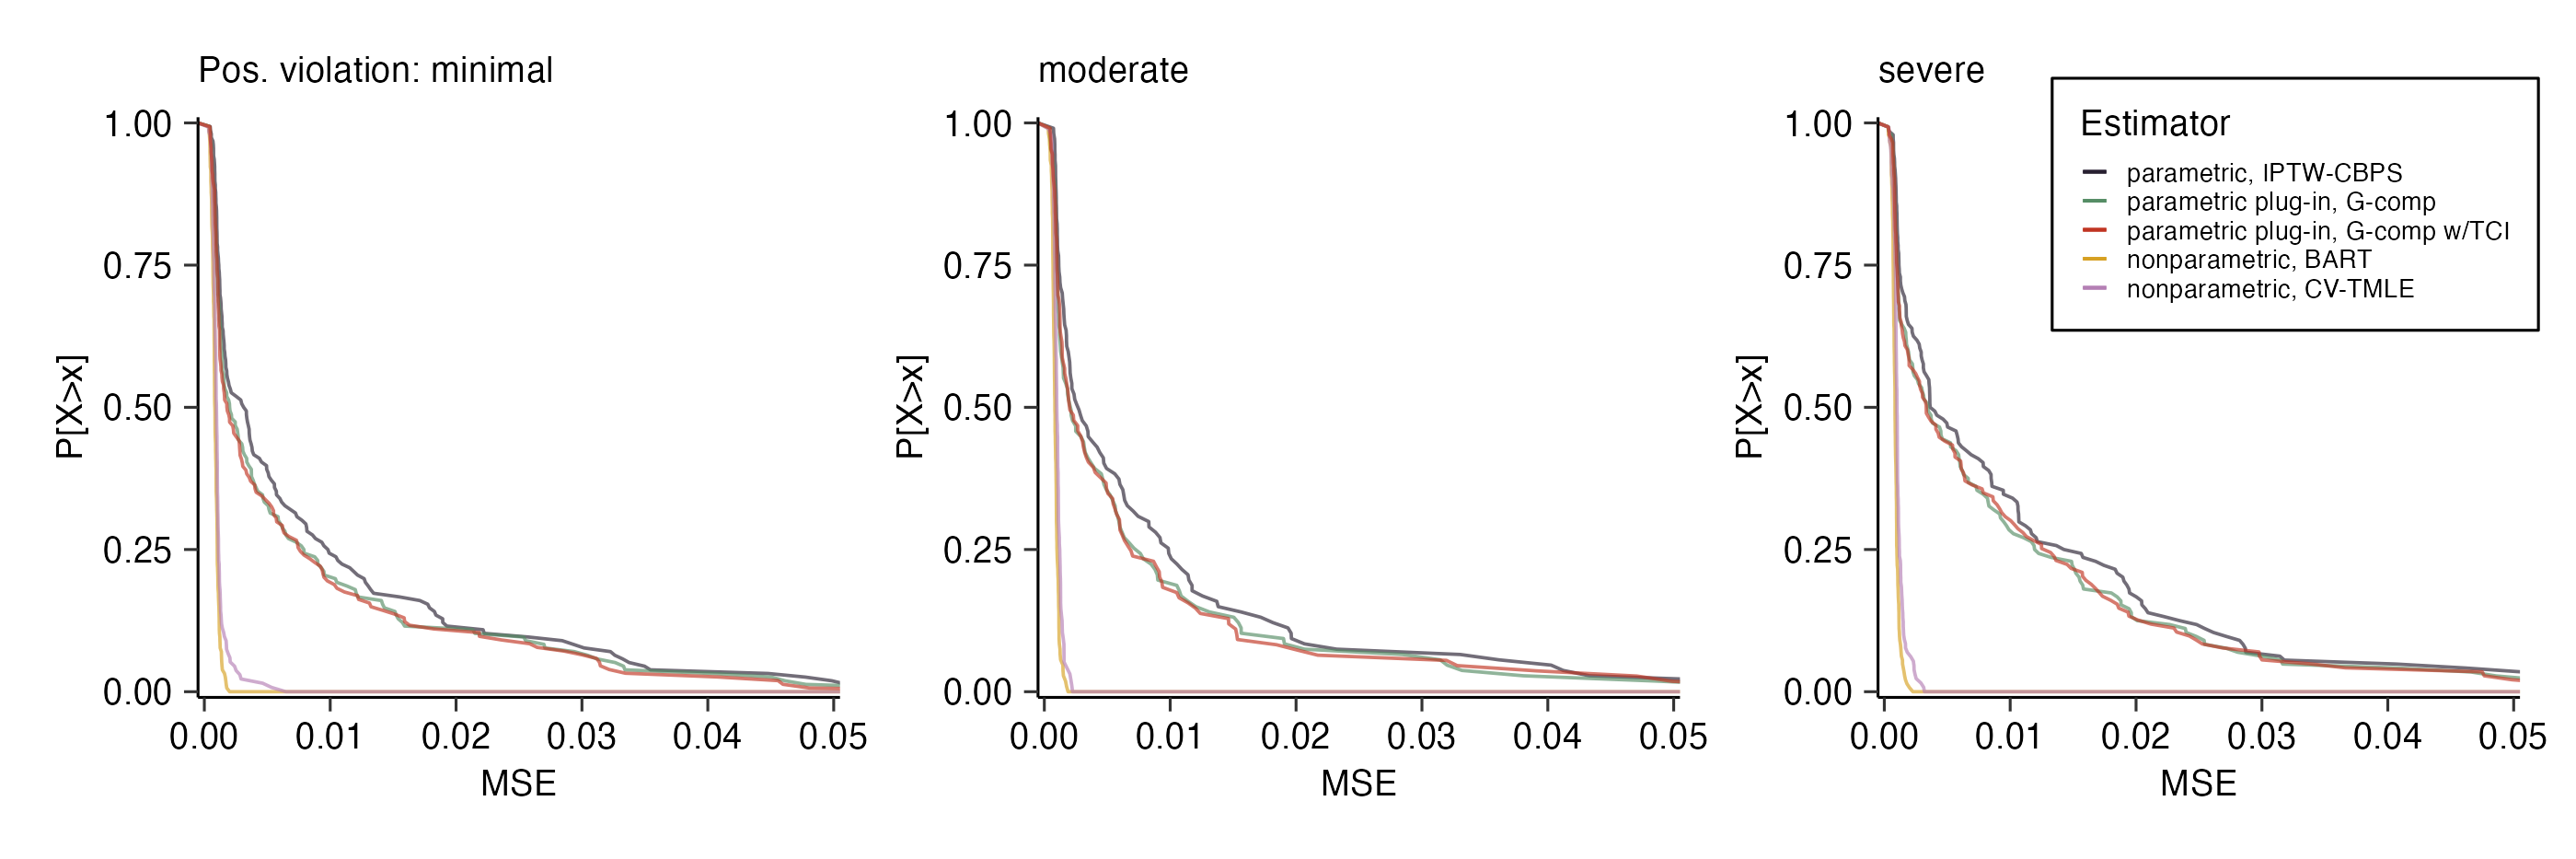 Pos. violation: minimal
1.00
0.75
0.50
0.25
0.00
P[X>x]
0.00 0.01 0.02 0.03 0.04 0.05
MSE
moderate
1.00
0.75
0.50
0.25
0.00
P[X>x]
0.00 0.01 0.02 0.03 0.04 0.05
MSE
severe
1.00
0.75
0.50
0.25
0.00
P[X>x]
0.00 0.01 0.02 0.03 0.04 0.05
MSE
Estimator
parametric, IPTW-CBPS
parametric plug-in, G-comp
parametric plug-in, G-comp w/TCI
nonparametric, BART
nonparametric, CV-TMLE